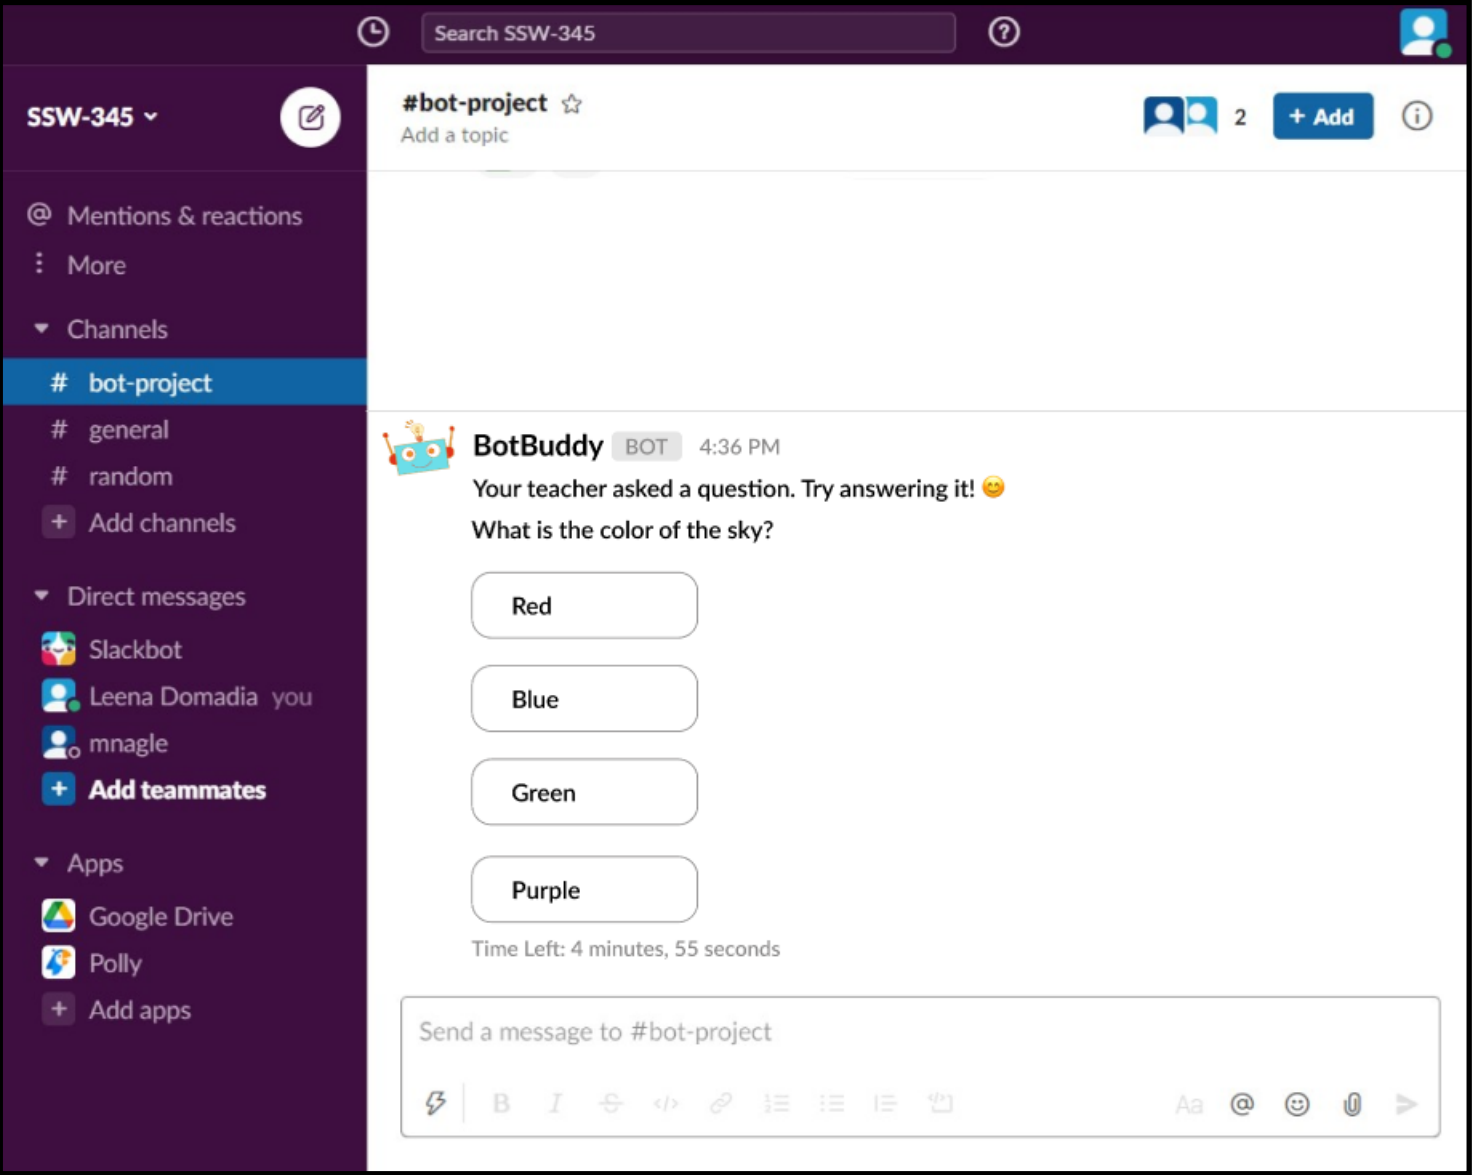 Search SSW-345
SSW-345
#bot-project
Add a topic
2
+ Add
@ Mentions & reactions
More
Channels
# bot-project
# general
# random
+ Add channels
Direct messages
Slackbot
Leena Domadia you
mnagle
+ Add teammates
Apps
Google Drive
Polly
+ Add apps
BotBuddy BOT 4:36 PM
Your teacher asked a question. Try answering it! 😊
What is the color of the sky?
Red
Blue
Green
Purple
Time Left: 4 minutes, 55 seconds
Send a message to #bot-project
B I S </> Aa @